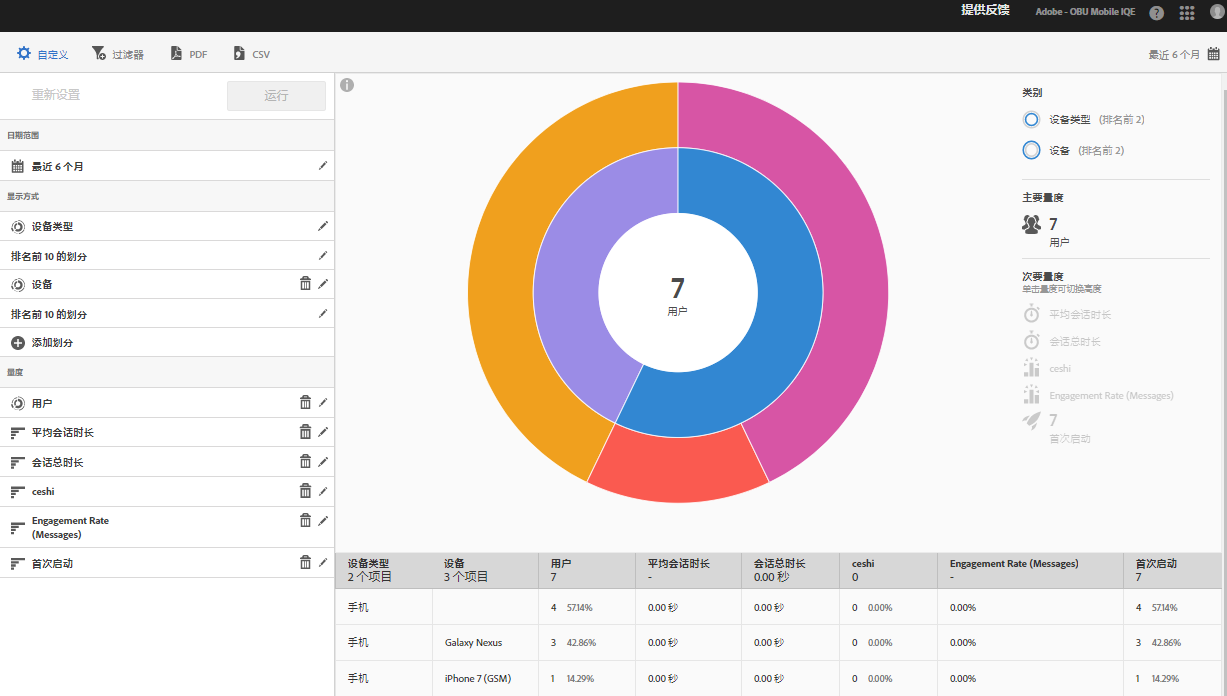 提供反馈 Adobe - OBU Mobile IQE ?
自定义 过滤器 PDF CSV 最近 6 个月
重新设置 运行
日期范围
最近 6 个月
显示方式
设备类型
排名前 10 的划分
设备
排名前 10 的划分
添加划分
量度
用户
平均会话时长
会话总时长
ceshi
Engagement Rate
(Messages)
首次启动
7
用户
类别
设备类型 (排名前 2)
设备 (排名前 2)
主要量度
7
用户
次要量度
单击量度可切换高度
平均会话时长
会话总时长
ceshi
Engagement Rate (Messages)
7
首次启动
设备类型 设备 用户 平均会话时长 会话总时长 ceshi Engagement Rate (Messages) 首次启动
2 个项目 3 个项目 7 - 0.00 秒 0 - 7
手机 4 57.14% 0.00 秒 0.00 秒 0 0.00% 0.00% 4 57.14%
手机 Galaxy Nexus 3 42.86% 0.00 秒 0.00 秒 0 0.00% 0.00% 3 42.86%
手机 iPhone 7 (GSM) 1 14.29% 0.00 秒 0.00 秒 0 0.00% 0.00% 1 14.29%